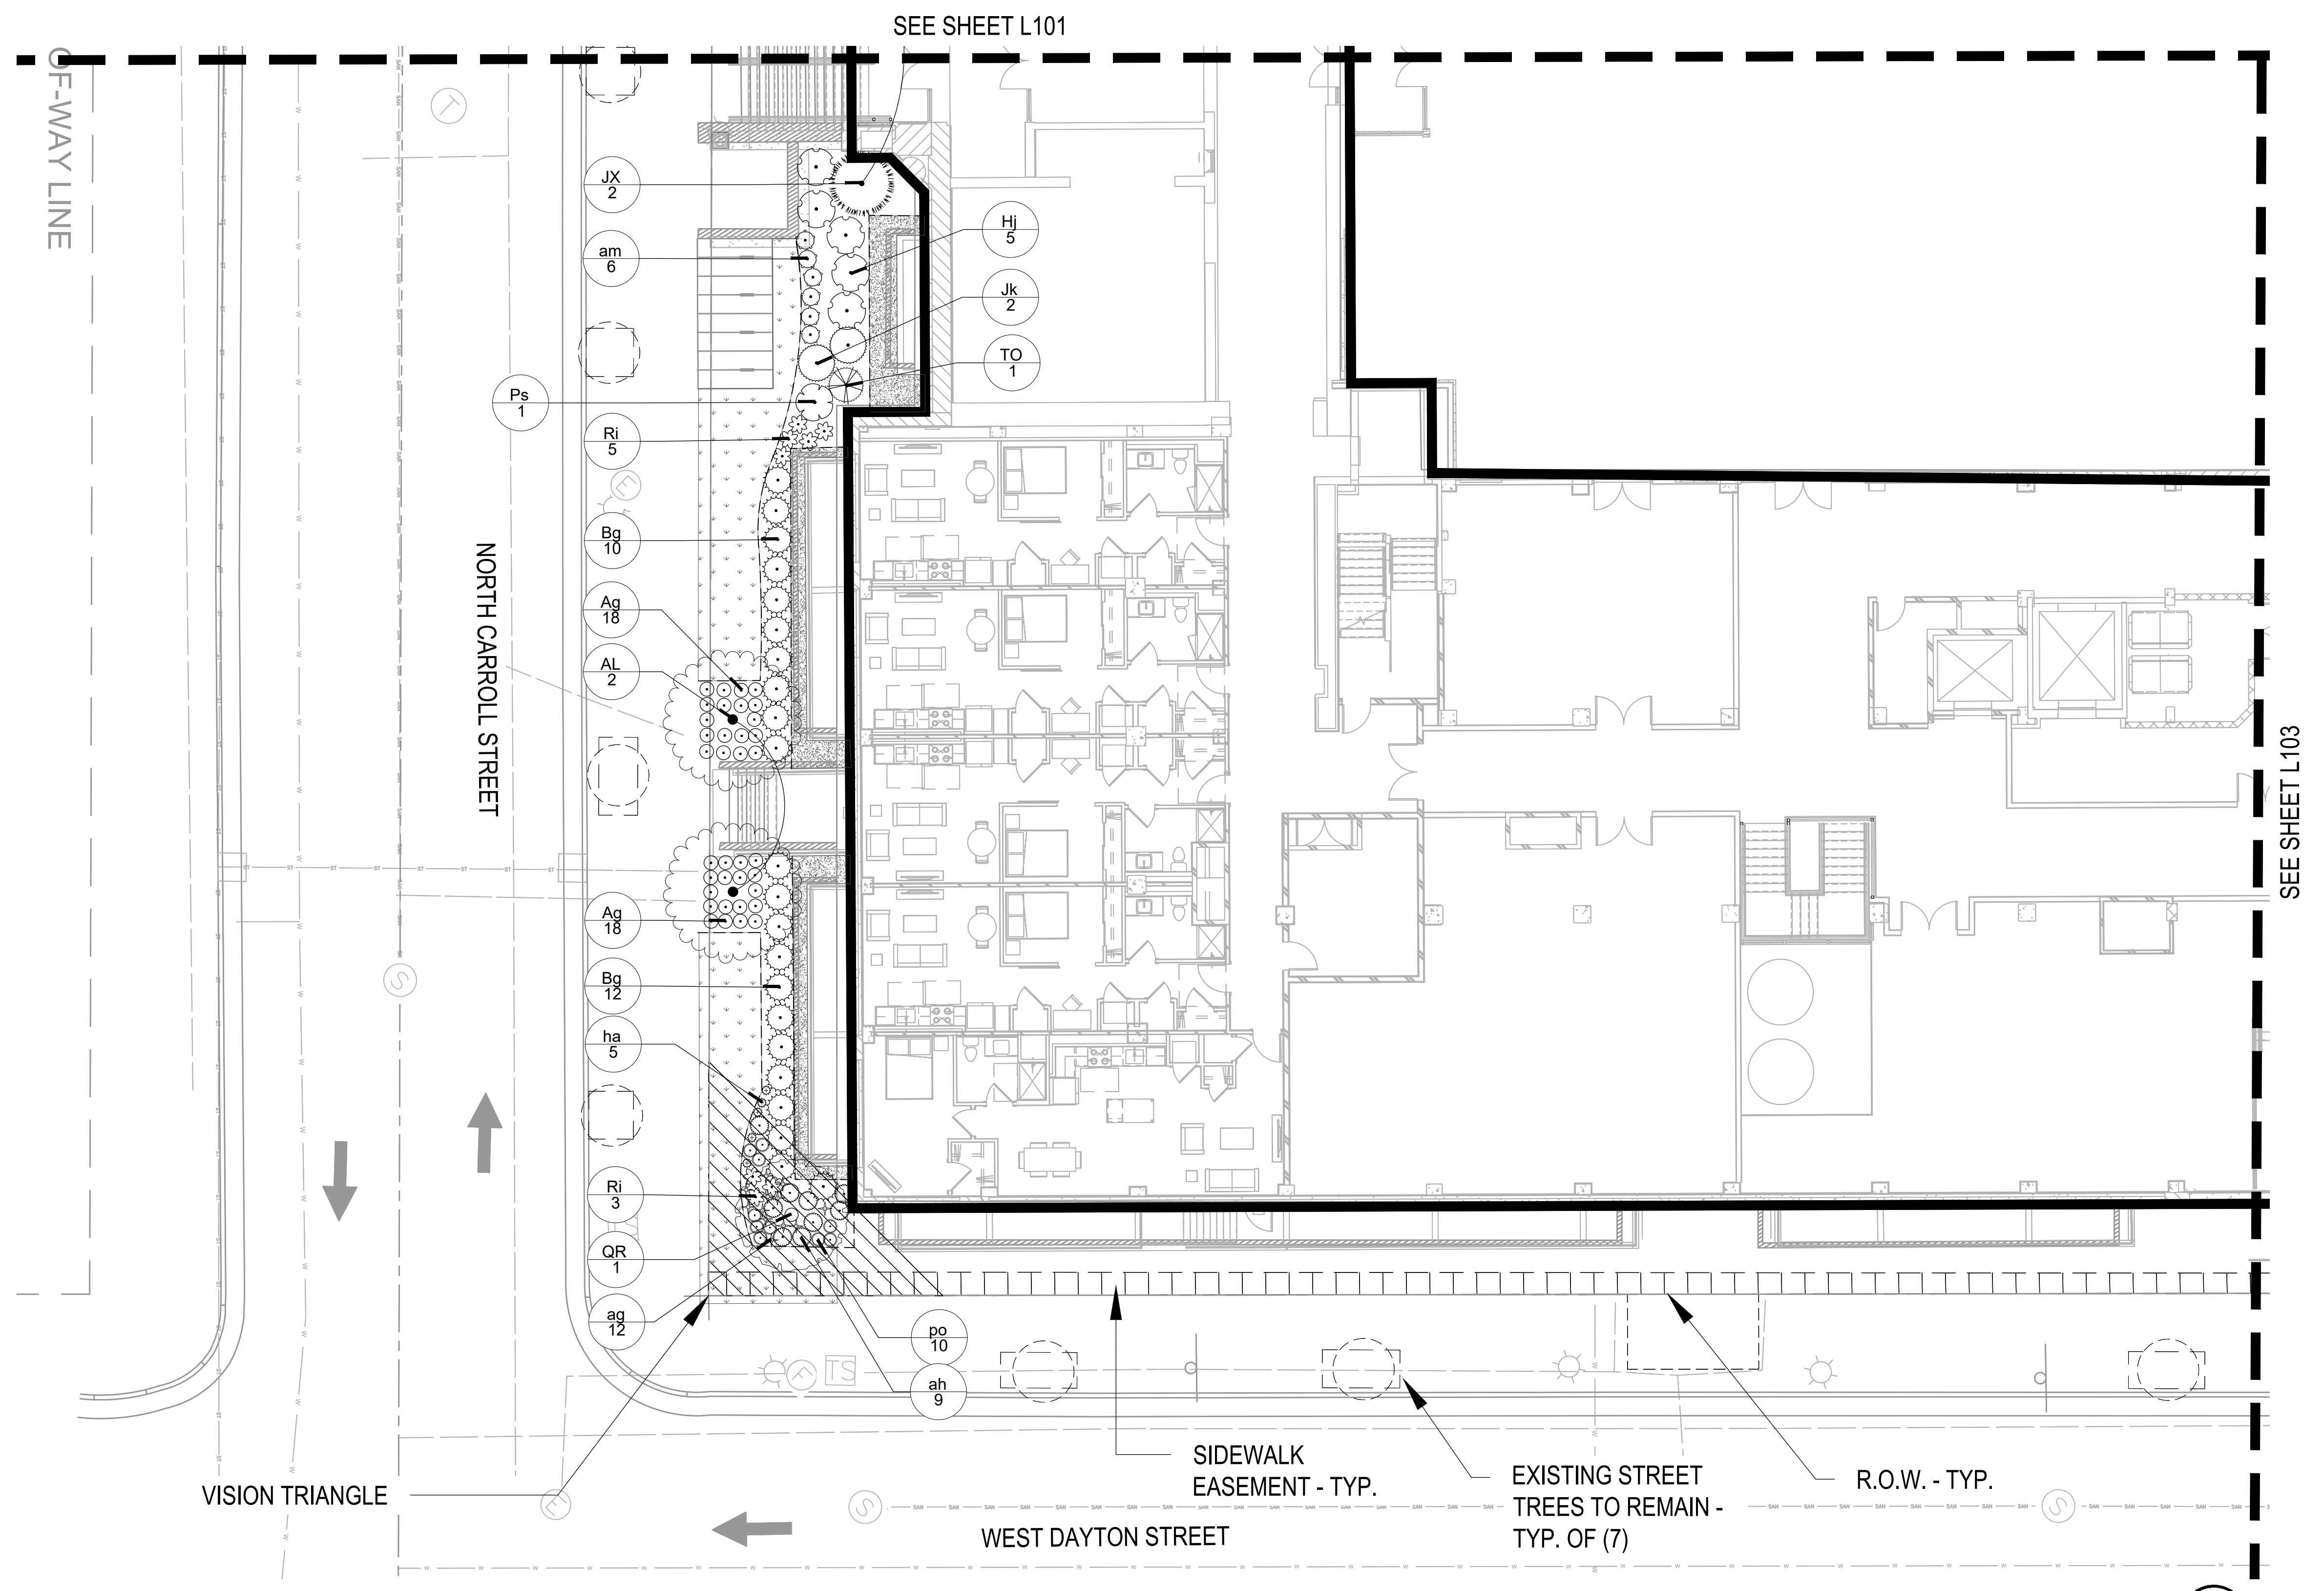 SEE SHEET L101
OF-WAY LINE
T
JX
2
am
6
Hj
5
Jk
2
TO
1
Ps
1
Ri
5
E
Bg
10
NORTH CARROLL STREET
Ag
18
AL
2
SEE SHEET L103
Ag
18
S
Bg
12
ha
5
Ri
3
QR
1
ag
12
po
10
ah
9
TS
VISION TRIANGLE
SIDEWALK
EASEMENT - TYP.
EXISTING STREET
TREES TO REMAIN -
TYP. OF (7)
R.O.W. - TYP.
E
S
S
WEST DAYTON STREET